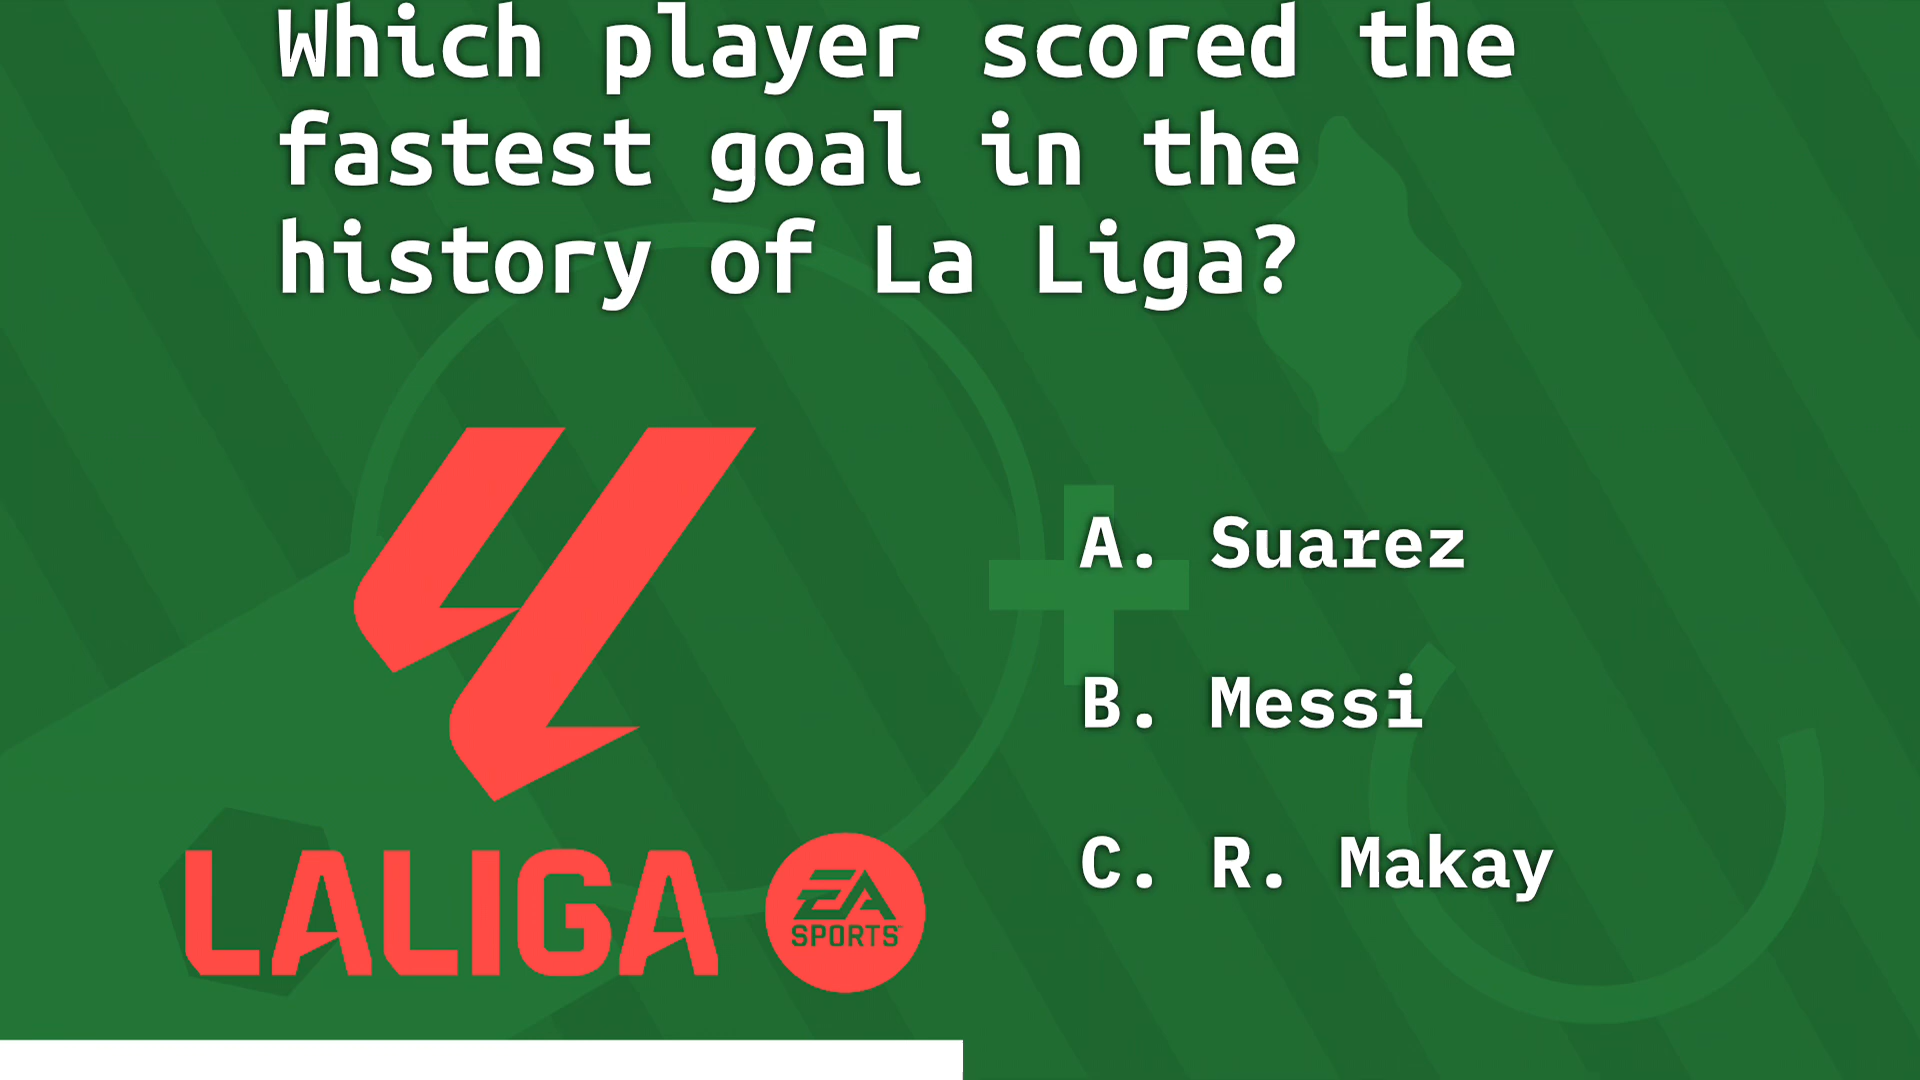 Which player scored the
fastest goal in the
history of La Liga?
A. Suarez
B. Messi
C. R. Makay
LALIGA
EA
SPORTS